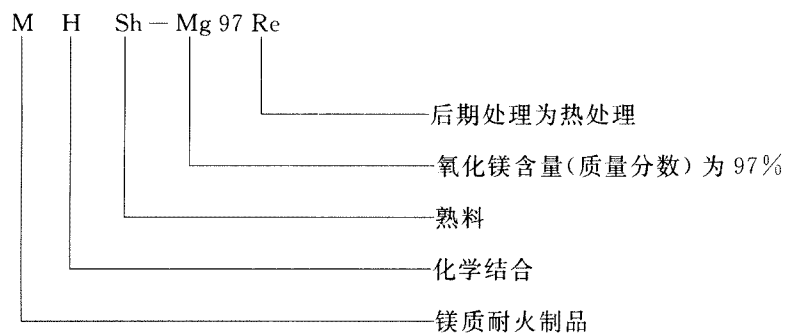 M H Sh－Mg 97 Re
后期处理为热处理
氧化镁含量(质量分数)为 97%
熟料
化学结合
镁质耐火制品